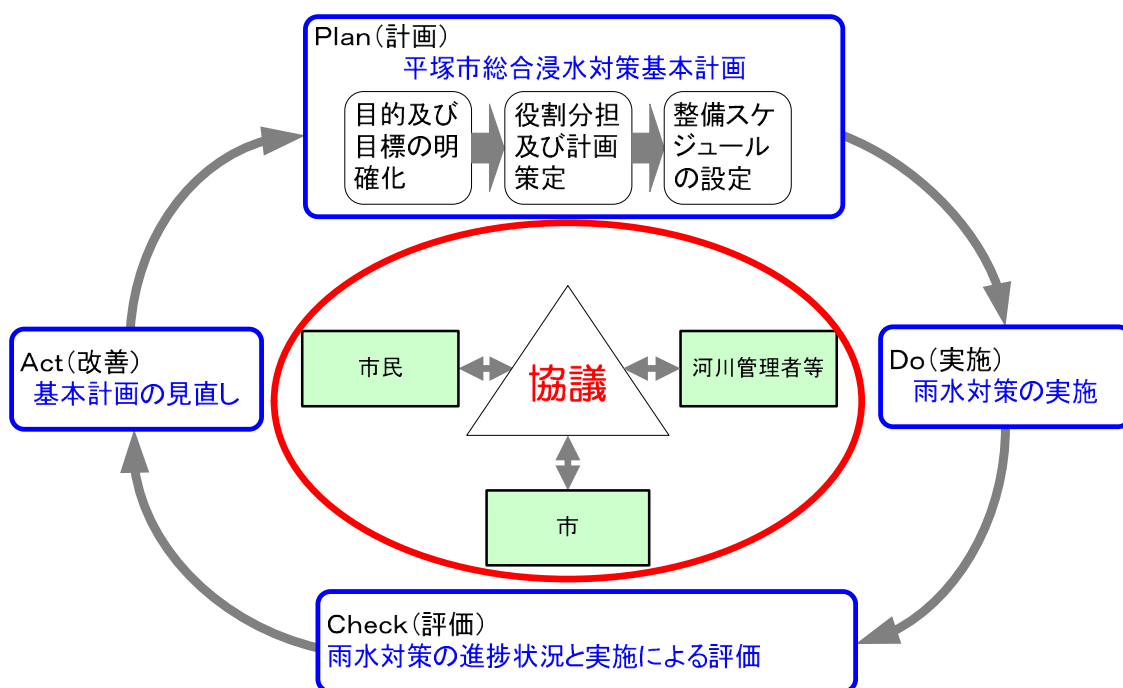 Plan(計画)
平塚市総合浸水対策基本計画
目的及び
目標の明
確化
役割分担
及び計画
策定
整備スケ
ジュール
の設定
市民
協議
河川管理者等
市
Act(改善)
基本計画の見直し
Do(実施)
雨水対策の実施
Check(評価)
雨水対策の進捗状況と実施による評価